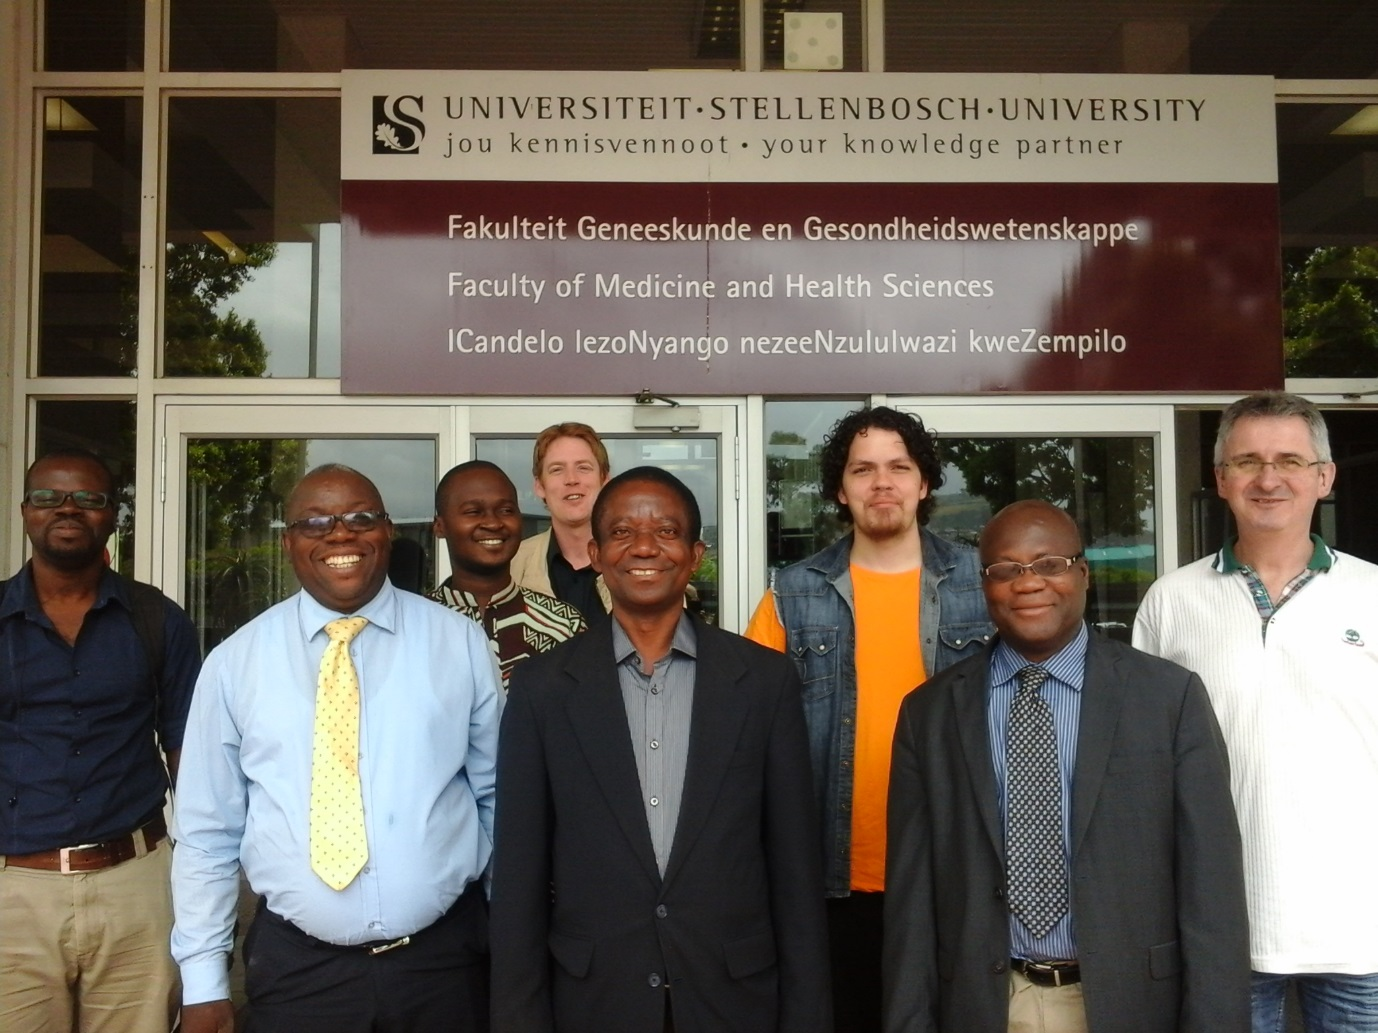 UNIVERSITEIT·STELLENBOSCH·UNIVERSITY
jou kennisvennoot • your knowledge partner
Fakulteit Geneeskunde en Gesondheidswetenskappe
Faculty of Medicine and Health Sciences
ICandelo lezoNyango nezeeNzululwazi kweZempilo